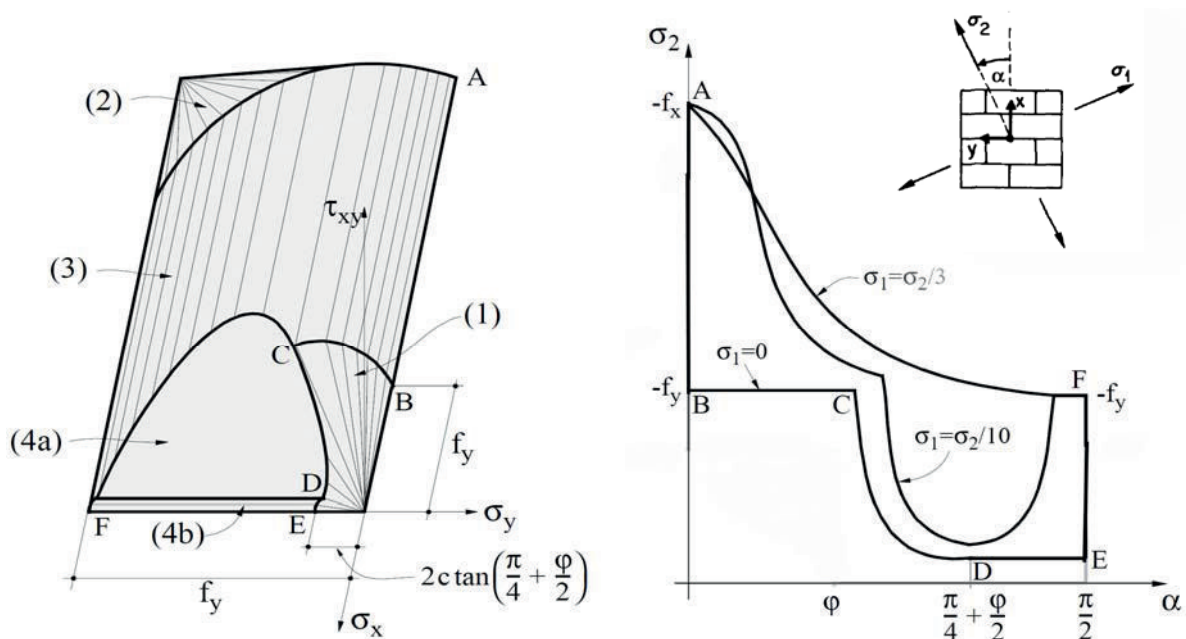 (2)
A
τxy
(3)
(1)
C
B
(4a)
fy
D
F
E
σy
(4b)
2c tan(π/4 + φ/2)
fy
σx
σ2
σ2
α
σ1
x
y
A
-fx
σ1=σ2/3
σ1=0
F
-fy
-fy
B
C
σ1=σ2/10
D
E
φ
π/4 + φ/2
π/2
α